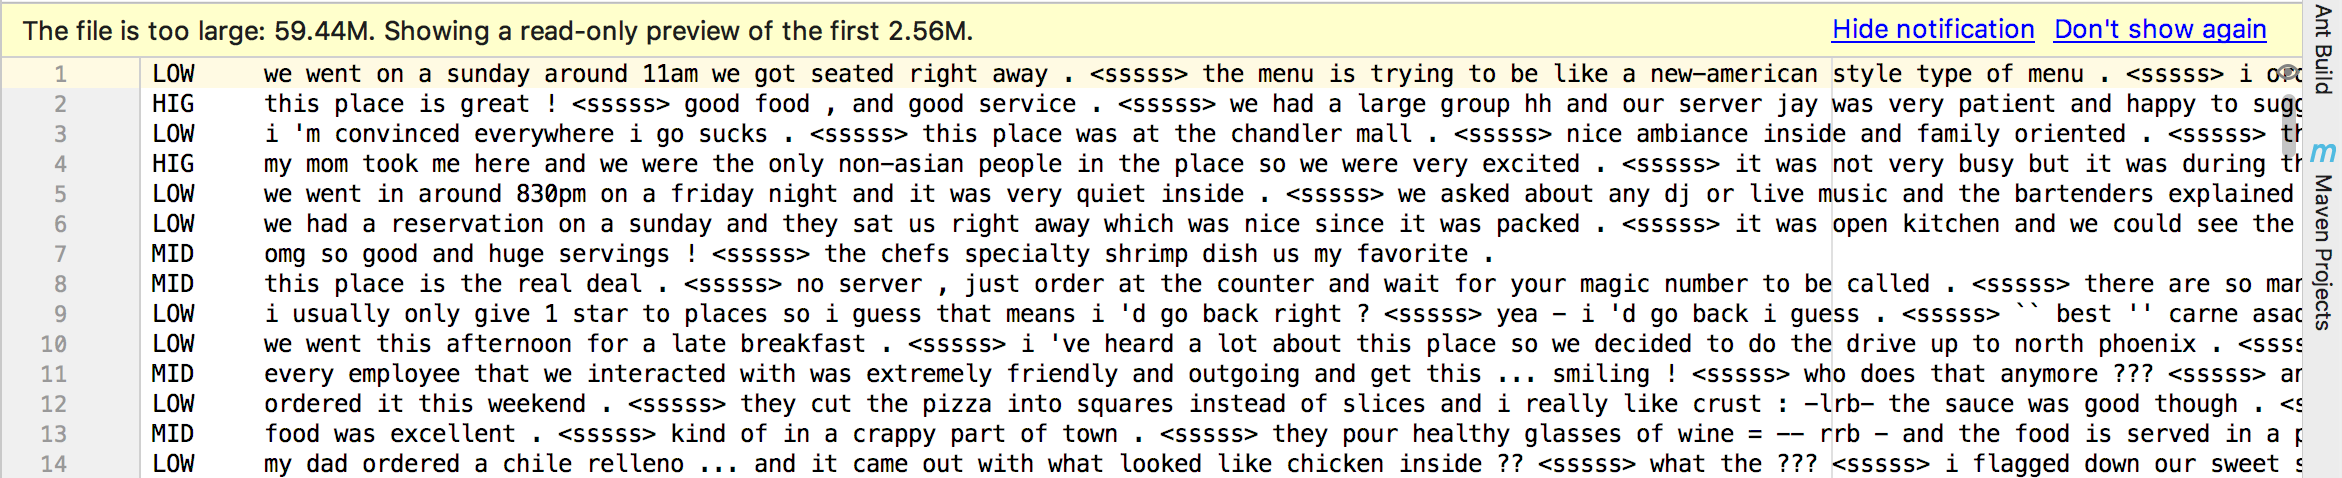 The file is too large: 59.44M. Showing a read-only preview of the first 2.56M. Hide notification Don't show again
1 LOW we went on a sunday around 11am we got seated right away . <sssss> the menu is trying to be like a new-american style type of menu . <sssss> i
2 HIG this place is great ! <sssss> good food , and good service . <sssss> we had a large group hh and our server jay was very patient and happy to sugg
3 LOW i 'm convinced everywhere i go sucks . <sssss> this place was at the chandler mall . <sssss> nice ambiance inside and family oriented . <sssss> th
4 HIG my mom took me here and we were the only non-asian people in the place so we were very excited . <sssss> it was not very busy but it was during th
5 LOW we went in around 830pm on a friday night and it was very quiet inside . <sssss> we asked about any dj or live music and the bartenders explained
6 LOW we had a reservation on a sunday and they sat us right away which was nice since it was packed . <sssss> it was open kitchen and we could see the
7 MID omg so good and huge servings ! <sssss> the chefs specialty shrimp dish us my favorite .
8 MID this place is the real deal . <sssss> no server , just order at the counter and wait for your magic number to be called . <sssss> there are so mar
9 LOW i usually only give 1 star to places so i guess that means i 'd go back right ? <sssss> yea - i 'd go back i guess . <sssss> `` best '' carne asad
10 LOW we went this afternoon for a late breakfast . <sssss> i 've heard a lot about this place so we decided to do the drive up to north phoenix . <ssss
11 MID every employee that we interacted with was extremely friendly and outgoing and get this ... smiling ! <sssss> who does that anymore ??? <sssss> an
12 LOW ordered it this weekend . <sssss> they cut the pizza into squares instead of slices and i really like crust : -lrb- the sauce was good though . <s
13 MID food was excellent . <sssss> kind of in a crappy part of town . <sssss> they pour healthy glasses of wine = -- rrb - and the food is served in a p
14 LOW my dad ordered a chile relleno ... and it came out with what looked like chicken inside ?? <sssss> what the ??? <sssss> i flagged down our sweet s
Ant Build
m Maven Projects